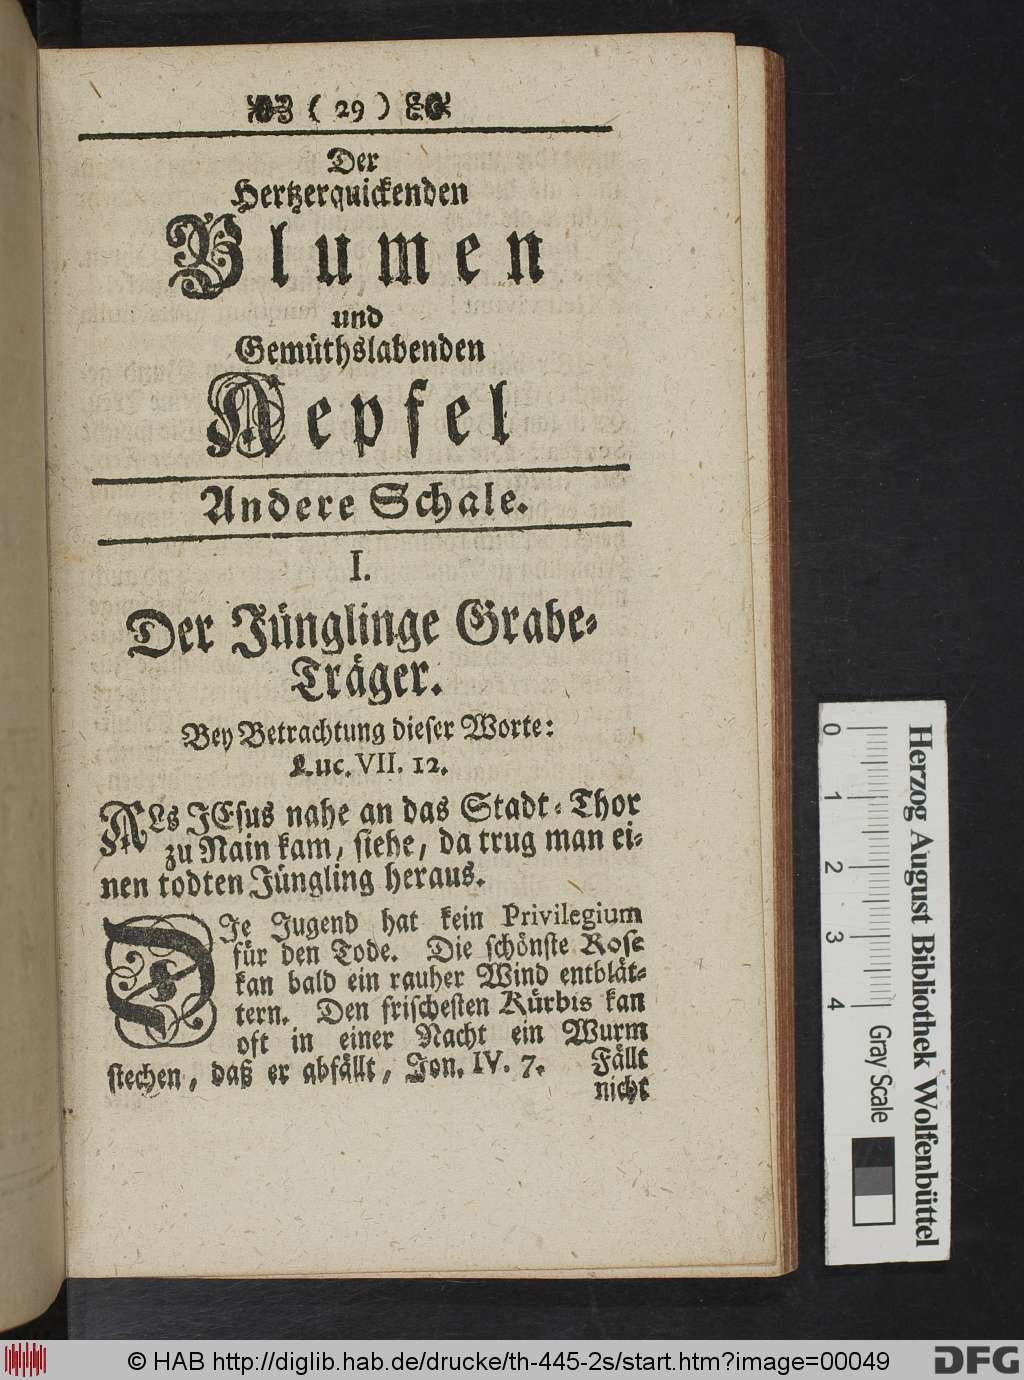 ( 29 )
Der
Hertzerquickenden
Blumen
und
Gemüthslabenden
Aepfel
Andere Schale.
I.
Der Jünglinge Grabe-
Träger.
Bey Betrachtung dieser Worte:
Luc. VII. 12.
ALs JEsus nahe an das Stadt-Thor
zu Nain kam, siehe, da trug man ei-
nen todten Jüngling heraus.
DIe Jugend hat kein Privilegium
für den Tode. Die schönste Rose
kan bald ein rauher Wind entblät-
tern. Den frischesten Kürbis kan
oft in einer Nacht ein Wurm
stechen, daß er abfällt, Jon. IV. 7. Fällt
nicht
Herzog August Bibliothek Wolfenbüttel
0 1 2 3 4 Gray Scale
© HAB http://diglib.hab.de/drucke/th-445-2s/start.htm?image=00049
DFG